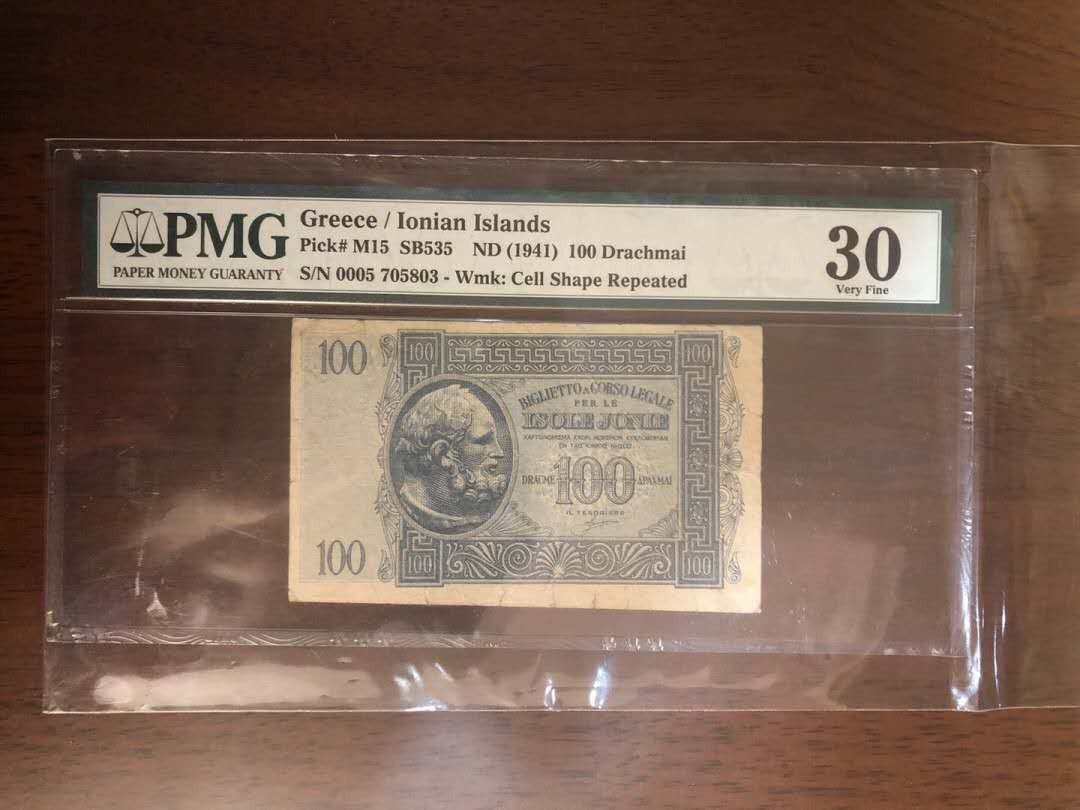 PMG
PAPER MONEY GUARANTY
Greece / Ionian Islands
Pick# M15 SB535 ND (1941) 100 Drachmai
S/N 0005 705803 - Wmk: Cell Shape Repeated
30
Very Fine
100
100
100
BIGLIETTO A CORSO LEGALE
PER LE
ISOLE JONIE
DRACME 100 ΔΡΑΧΜΑΙ
IL TESORIERE
100
100
100